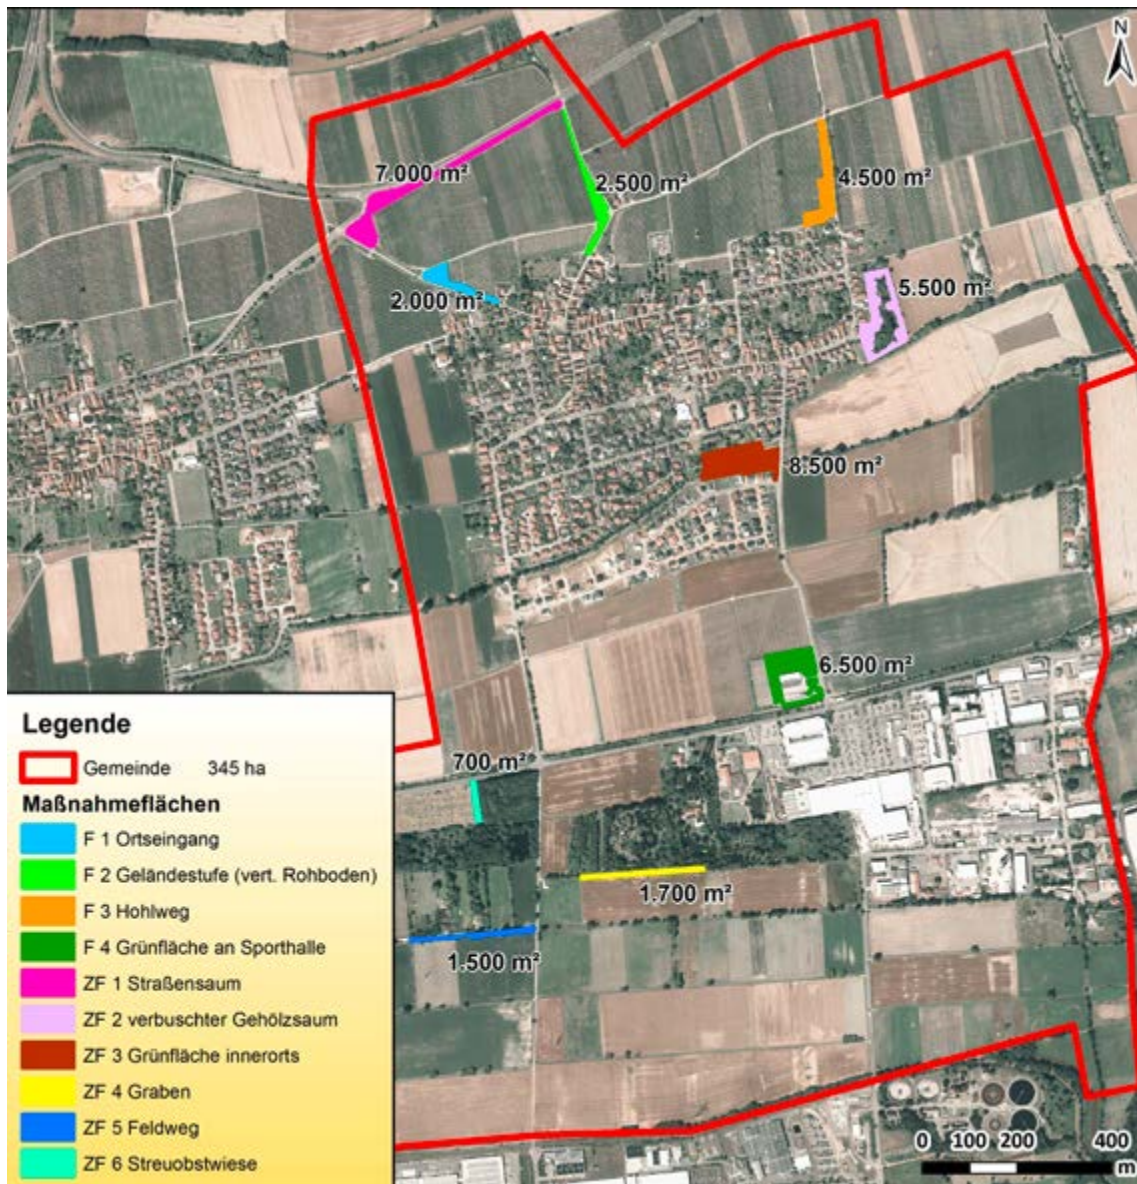 N
7.000 m²
2.500 m²
4.500 m²
2.000 m²
5.500 m²
8.500 m²
6.500 m²
700 m²
1.700 m²
1.500 m²
Legende
Gemeinde 345 ha
Maßnahmeflächen
F 1 Ortseingang
F 2 Geländestufe (vert. Rohboden)
F 3 Hohlweg
F 4 Grünfläche an Sporthalle
ZF 1 Straßensaum
ZF 2 verbuschter Gehölzsaum
ZF 3 Grünfläche innerorts
ZF 4 Graben
ZF 5 Feldweg
ZF 6 Streuobstwiese
0 100 200 400
m